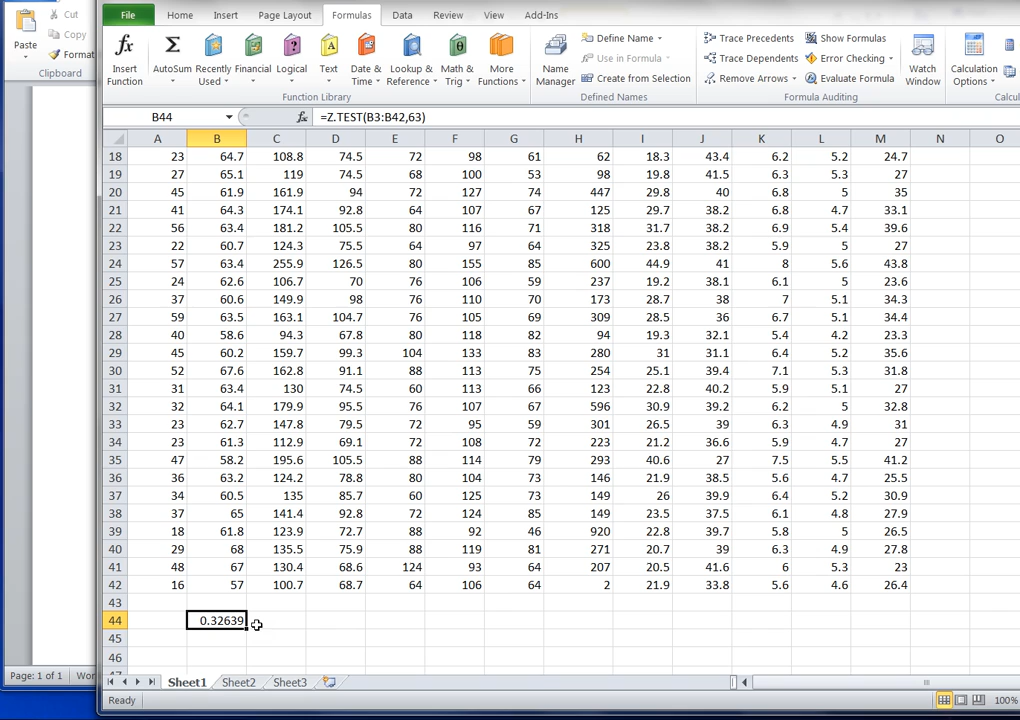 File Home Insert Page Layout Formulas Data Review View Add-Ins
Paste Cut Copy Format Clipboard
Insert Function
AutoSum Recently Used Financial Logical Text Date & Time Lookup & Reference Math & Trig More Functions
Function Library
Name Manager Define Name Use in Formula Create from Selection
Defined Names
Trace Precedents Trace Dependents Remove Arrows Show Formulas Error Checking Evaluate Formula
Formula Auditing
Watch Window Calculation Options
Calcul
B44 fx =Z.TEST(B3:B42,63)
A B C D E F G H I J K L M N O
18 23 64.7 108.8 74.5 72 98 61 62 18.3 43.4 6.2 5.2 24.7
19 27 65.1 119 74.5 68 100 53 98 19.8 41.5 6.3 5.3 27
20 45 61.9 161.9 94 72 127 74 447 29.8 40 6.8 5 35
21 41 64.3 174.1 92.8 64 107 67 125 29.7 38.2 6.8 4.7 33.1
22 56 63.4 181.2 105.5 80 116 71 318 31.7 38.2 6.9 5.4 39.6
23 22 60.7 124.3 75.5 64 97 64 325 23.8 38.2 5.9 5 27
24 57 63.4 255.9 126.5 80 155 85 600 44.9 41 8 5.6 43.8
25 24 62.6 106.7 70 76 106 59 237 19.2 38.1 6.1 5 23.6
26 37 60.6 149.9 98 76 110 70 173 28.7 38 7 5.1 34.3
27 59 63.5 163.1 104.7 76 105 69 309 28.5 36 6.7 5.1 34.4
28 40 58.6 94.3 67.8 80 118 82 94 19.3 32.1 5.4 4.2 23.3
29 45 60.2 159.7 99.3 104 133 83 280 31 31.1 6.4 5.2 35.6
30 52 67.6 162.8 91.1 88 113 75 254 25.1 39.4 7.1 5.3 31.8
31 31 63.4 130 74.5 60 113 66 123 22.8 40.2 5.9 5.1 27
32 32 64.1 179.9 95.5 76 107 67 596 30.9 39.2 6.2 5 32.8
33 23 62.7 147.8 79.5 72 95 59 301 26.5 39 6.3 4.9 31
34 23 61.3 112.9 69.1 72 108 72 223 21.2 36.6 5.9 4.7 27
35 47 58.2 195.6 105.5 88 114 79 293 40.6 27 7.5 5.5 41.2
36 36 63.2 124.2 78.8 80 104 73 146 21.9 38.5 5.6 4.7 25.5
37 34 60.5 135 85.7 60 125 73 149 26 39.9 6.4 5.2 30.9
38 37 65 141.4 92.8 72 124 85 149 23.5 37.5 6.1 4.8 27.9
39 18 61.8 123.9 72.7 88 92 46 920 22.8 39.7 5.8 5 26.5
40 29 68 135.5 75.9 88 119 81 271 20.7 39 6.3 4.9 27.8
41 48 67 130.4 68.6 124 93 64 207 20.5 41.6 6 5.3 23
42 16 57 100.7 68.7 64 106 64 2 21.9 33.8 5.6 4.6 26.4
43
44 0.32639
45
46
Page: 1 of 1 Wor Sheet1 Sheet2 Sheet3
Ready 100%